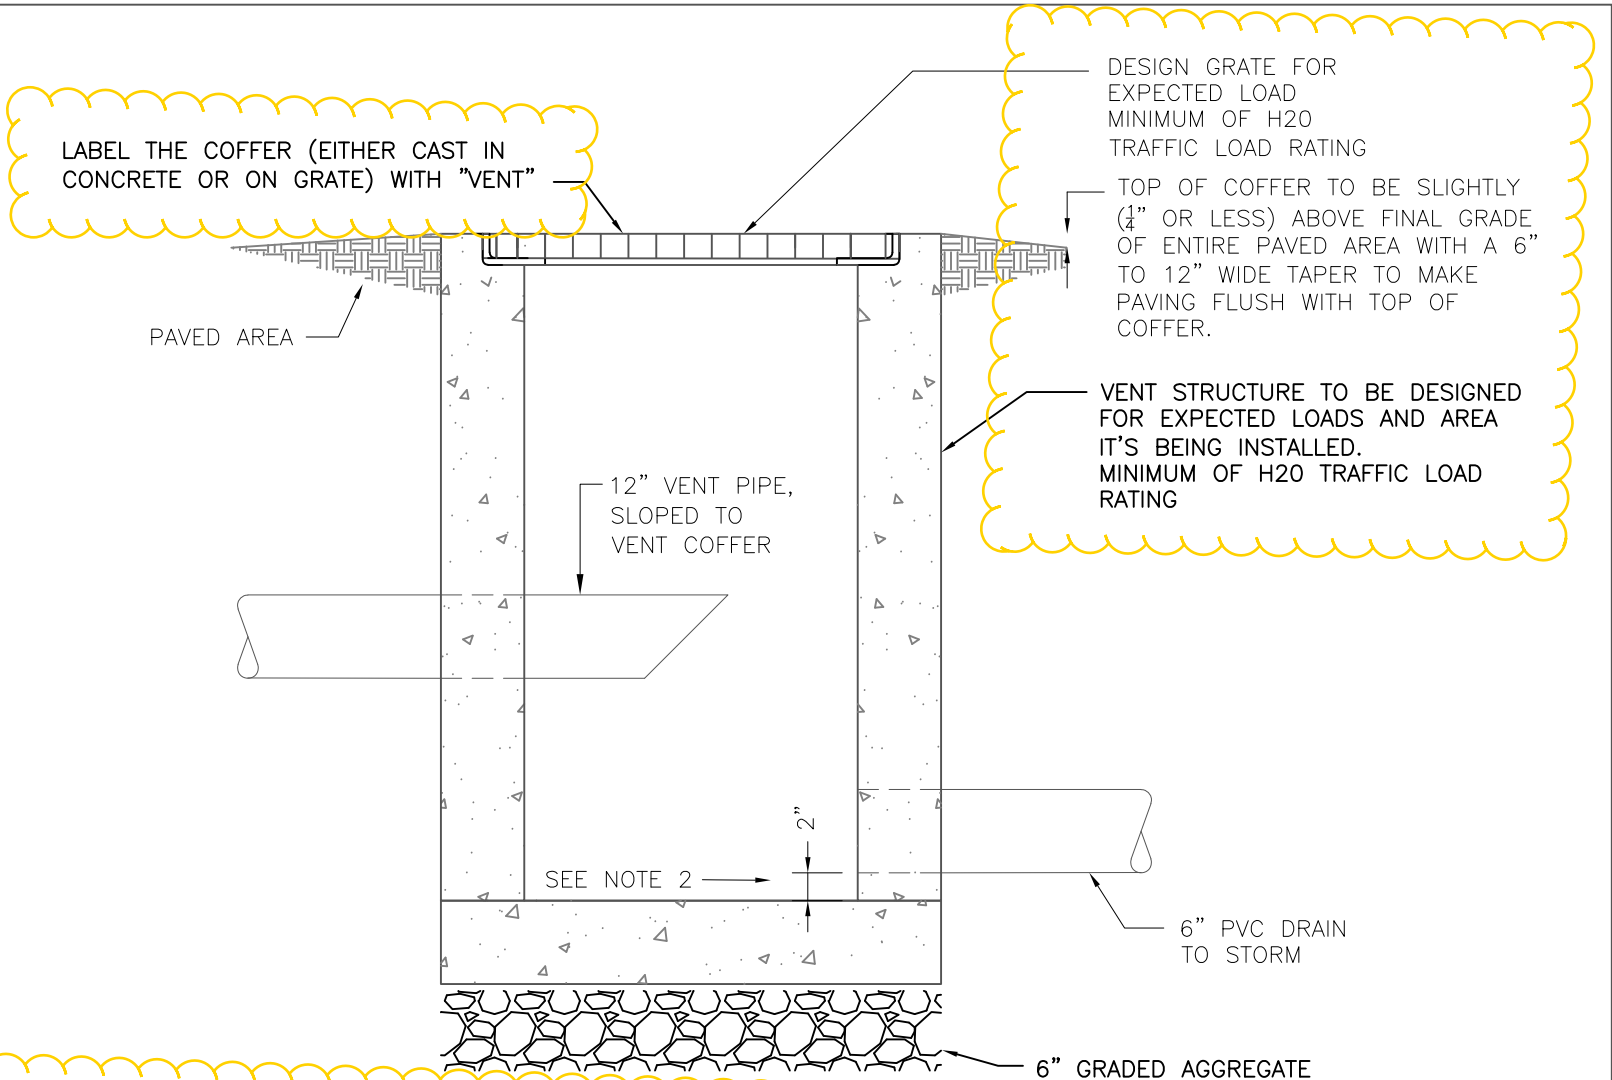 DESIGN GRATE FOR
EXPECTED LOAD
MINIMUM OF H20
TRAFFIC LOAD RATING
LABEL THE COFFER (EITHER CAST IN
CONCRETE OR ON GRATE) WITH "VENT"
TOP OF COFFER TO BE SLIGHTLY
(1/4" OR LESS) ABOVE FINAL GRADE
OF ENTIRE PAVED AREA WITH A 6"
TO 12" WIDE TAPER TO MAKE
PAVING FLUSH WITH TOP OF
COFFER.
PAVED AREA
VENT STRUCTURE TO BE DESIGNED
FOR EXPECTED LOADS AND AREA
IT'S BEING INSTALLED.
MINIMUM OF H20 TRAFFIC LOAD
RATING
12" VENT PIPE,
SLOPED TO
VENT COFFER
2"
SEE NOTE 2
6" PVC DRAIN
TO STORM
6" GRADED AGGREGATE